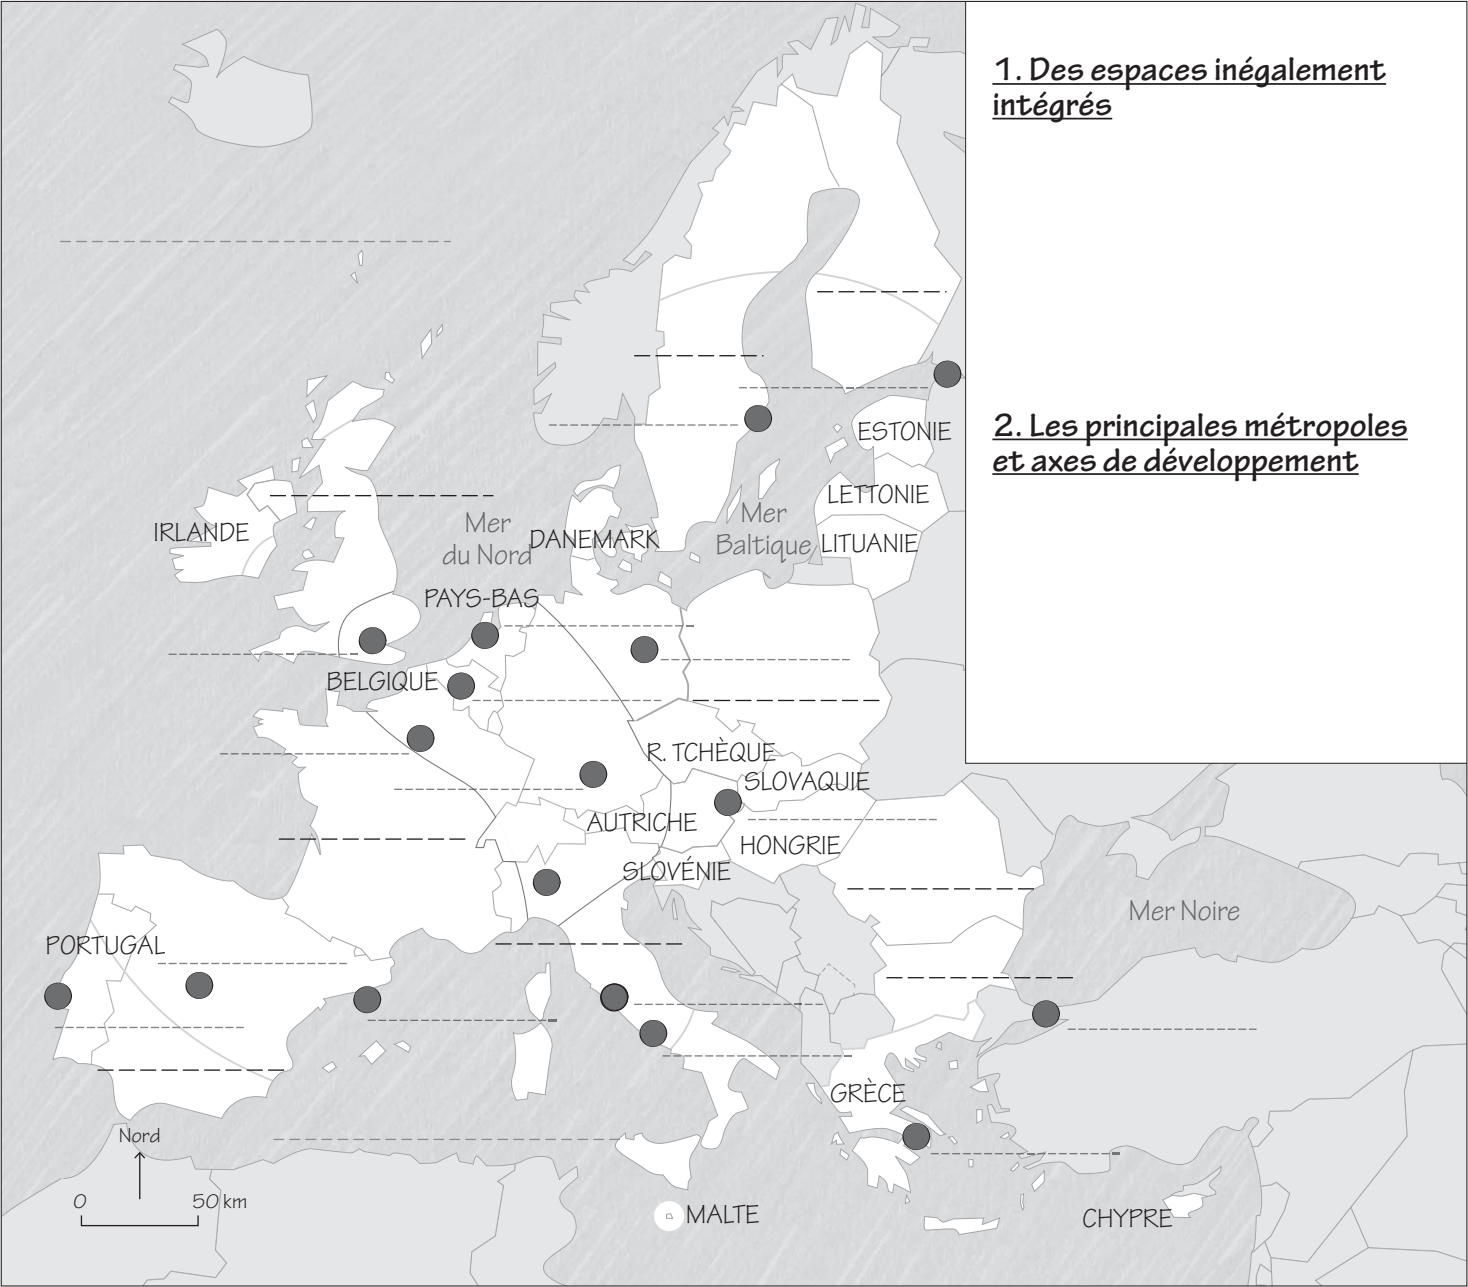 1. Des espaces inégalement
intégrés
2. Les principales métropoles
et axes de développement
ESTONIE
LETTONIE
LITUANIE
IRLANDE
Mer
du Nord
DANEMARK
Mer
Baltique
PAYS-BAS
BELGIQUE
R. TCHÈQUE
SLOVAQUIE
AUTRICHE
HONGRIE
SLOVÉNIE
Mer Noire
PORTUGAL
GRÈCE
Nord
0 50 km
MALTE
CHYPRE